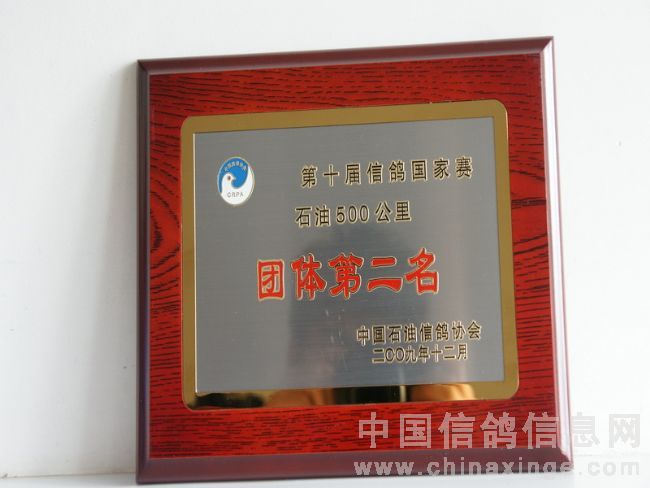 CRPA
第十届信鸽国家赛
石油500公里
团体第二名
中国石油信鸽协会
二〇〇九年十二月
中国信鸽信息网
www.chinaxinge.com